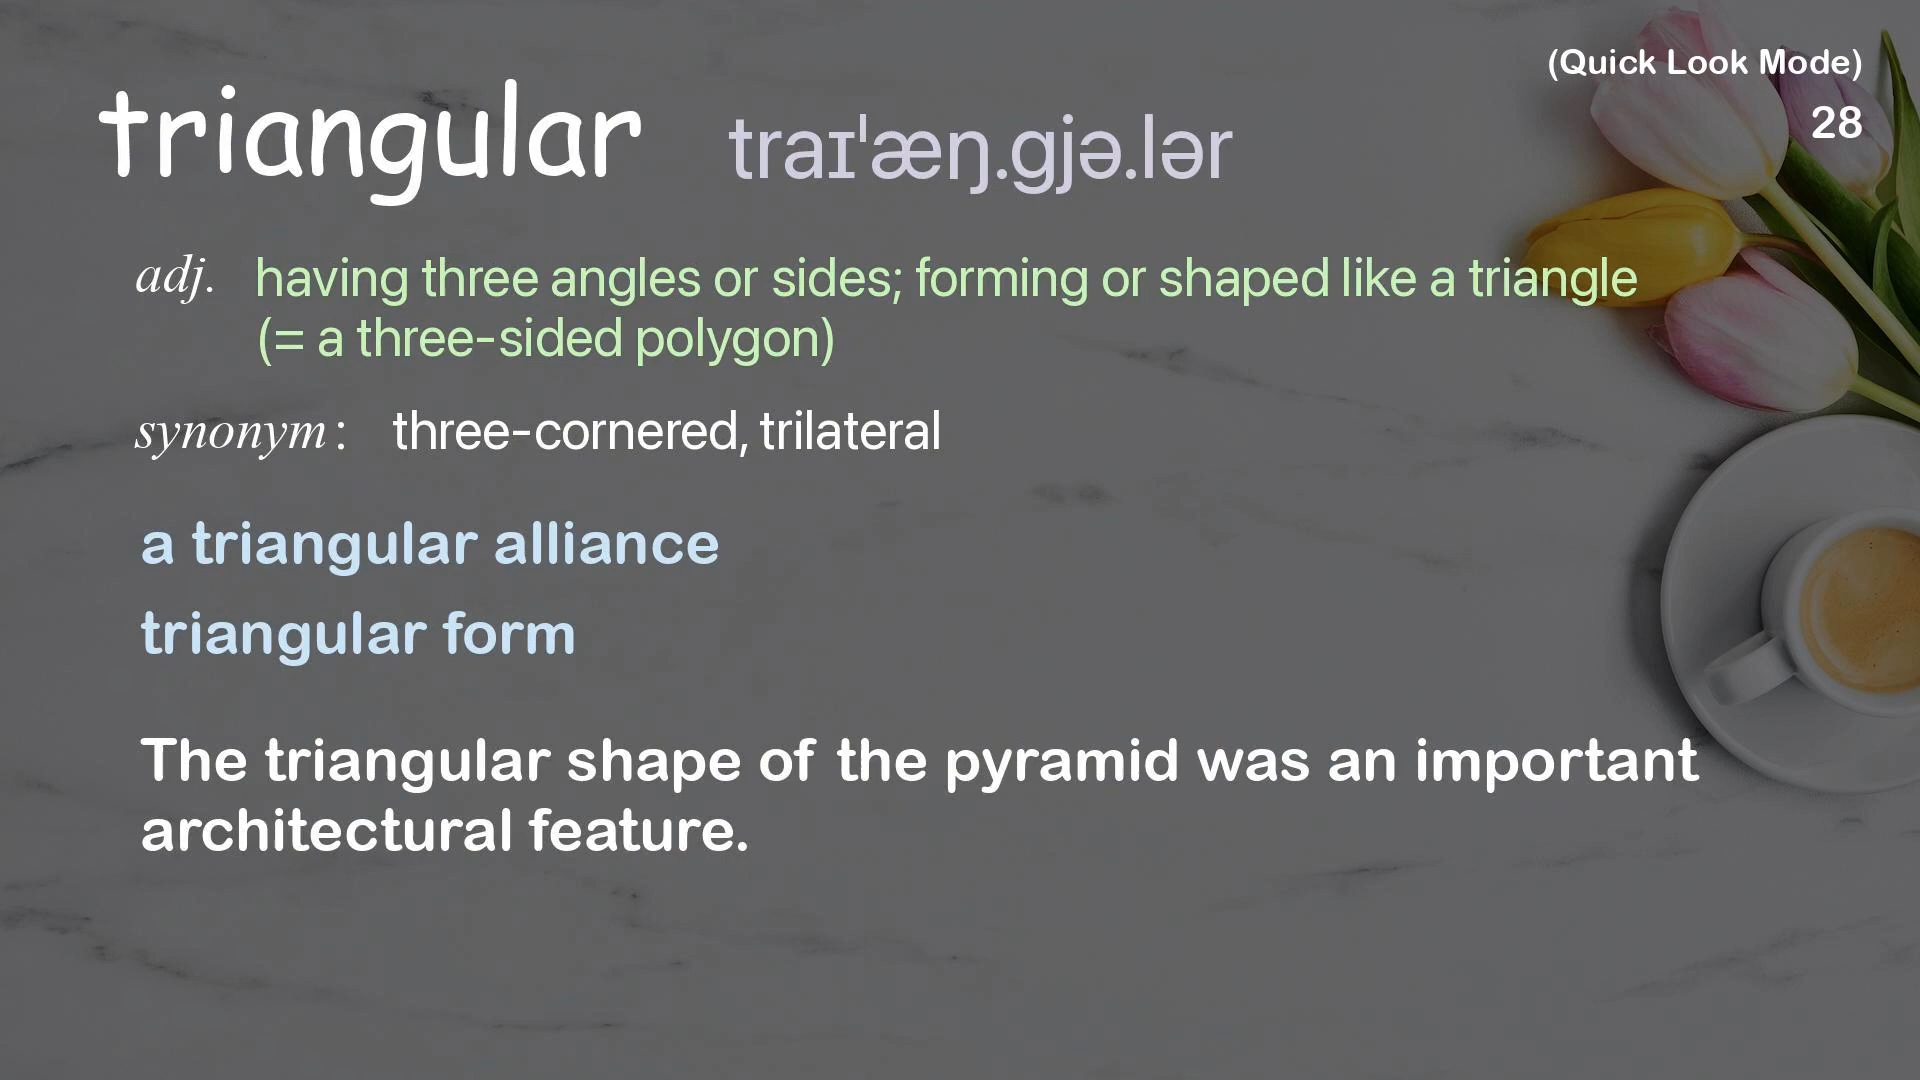 (Quick Look Mode)
28
triangular traɪˈæŋ.gjə.lər
adj. having three angles or sides; forming or shaped like a triangle
(= a three-sided polygon)
synonym: three-cornered, trilateral
a triangular alliance
triangular form
The triangular shape of the pyramid was an important
architectural feature.